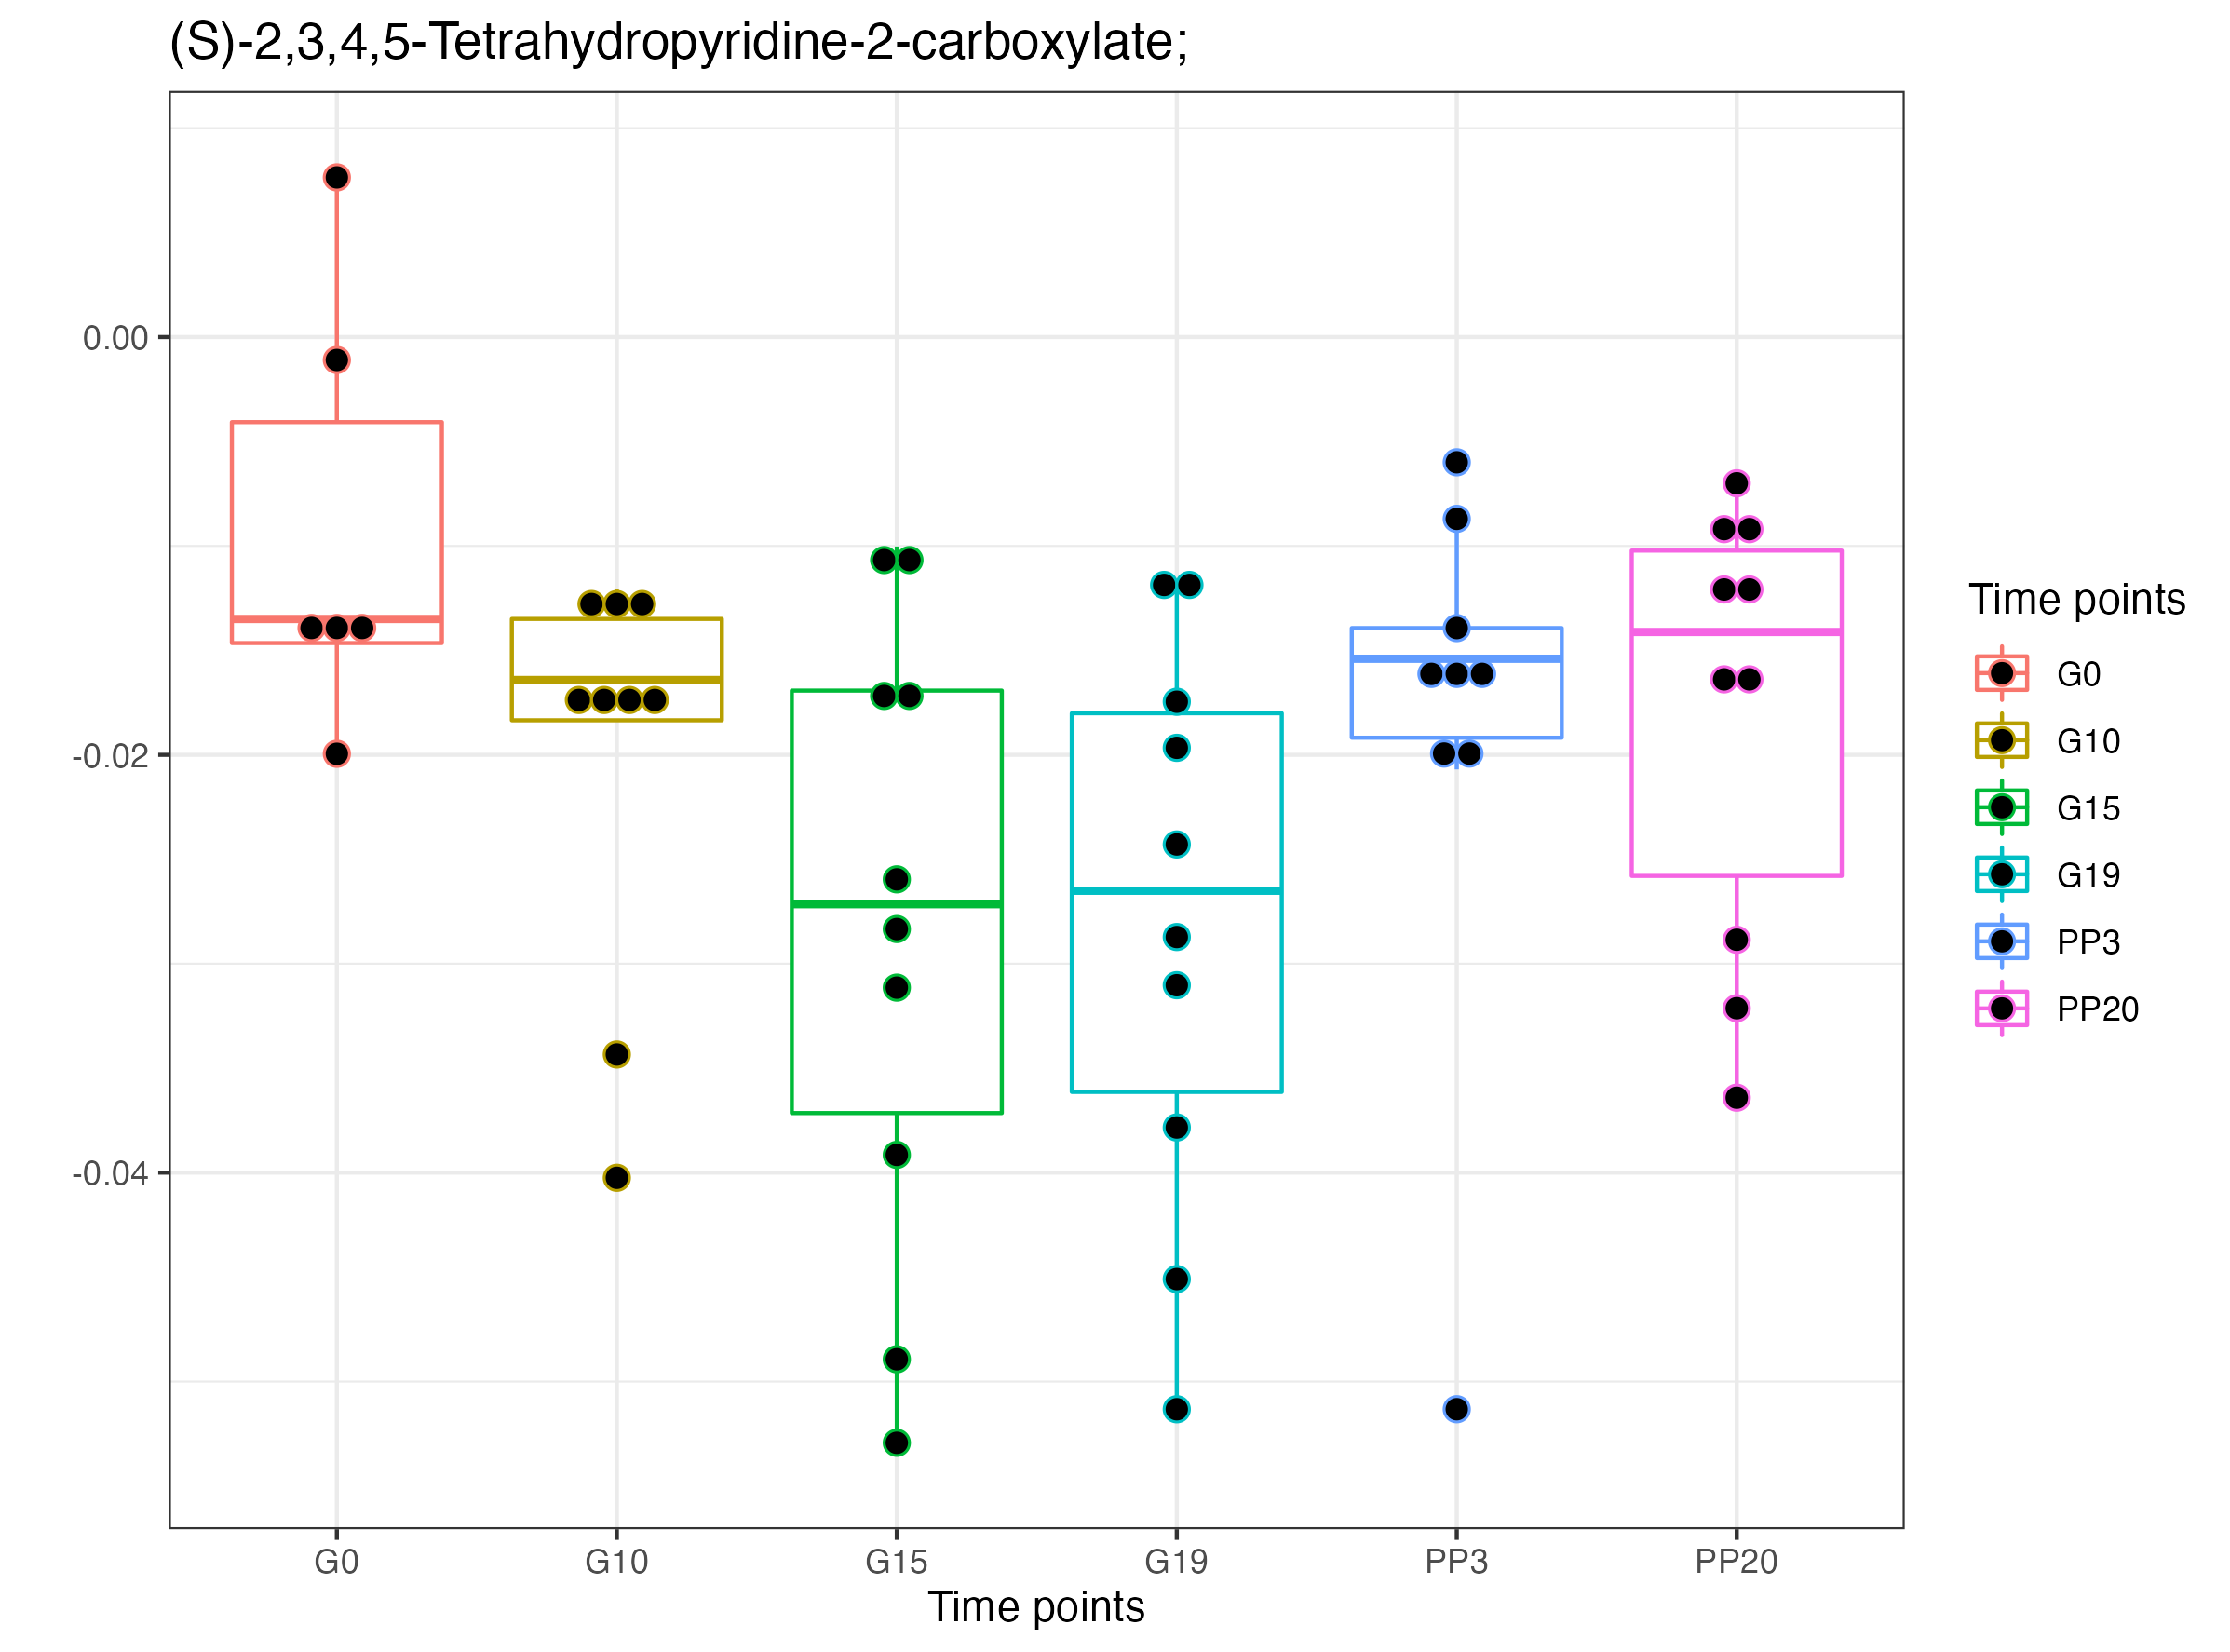 (S)-2,3,4,5-Tetrahydropyridine-2-carboxylate;
0.00
-0.02
-0.04
G0 G10 G15 G19 PP3 PP20
Time points
Time points
G0
G10
G15
G19
PP3
PP20